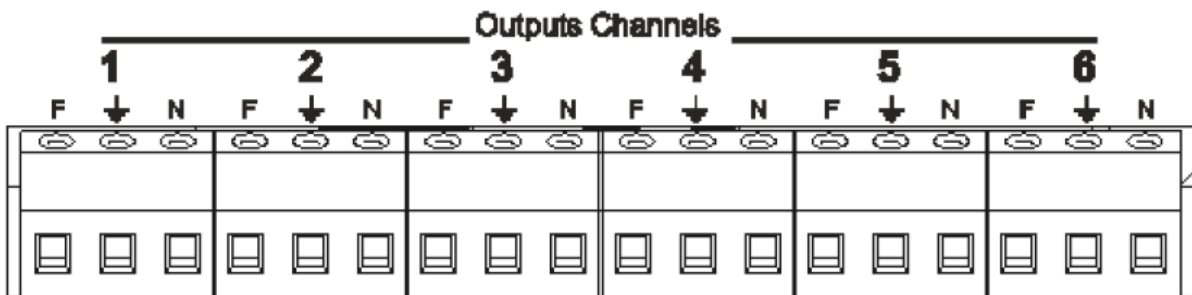 Outputs Channels
1 2 3 4 5 6
F ⏚ N F ⏚ N F ⏚ N F ⏚ N F ⏚ N F ⏚ N